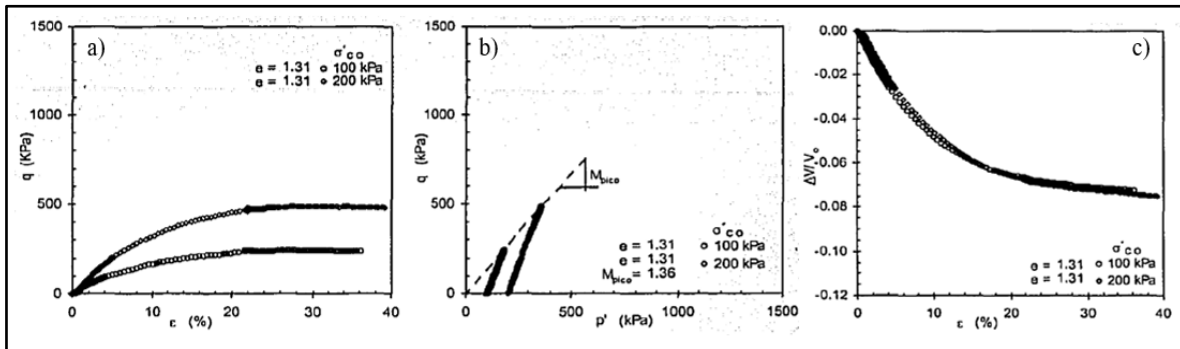 a)
1500
1000
500
0
q (KPa)
σ'co
e = 1.31 100 kPa
e = 1.31 200 kPa
0 10 20 30 40
ε (%)
b)
1500
1000
500
0
q (kPa)
Mpico
σ'co
e = 1.31 100 kPa
e = 1.31 200 kPa
Mpico = 1.36
0 500 1000 1500
p' (kPa)
c)
0.00
-0.02
-0.04
-0.06
-0.08
-0.10
-0.12
ΔV/Vo
σ'co
e = 1.31 100 kPa
e = 1.31 200 kPa
0 10 20 30 40
ε (%)